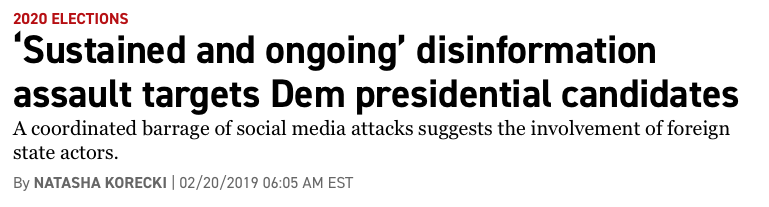 2020 ELECTIONS
‘Sustained and ongoing’ disinformation
assault targets Dem presidential candidates
A coordinated barrage of social media attacks suggests the involvement of foreign
state actors.
By NATASHA KORECKI | 02/20/2019 06:05 AM EST